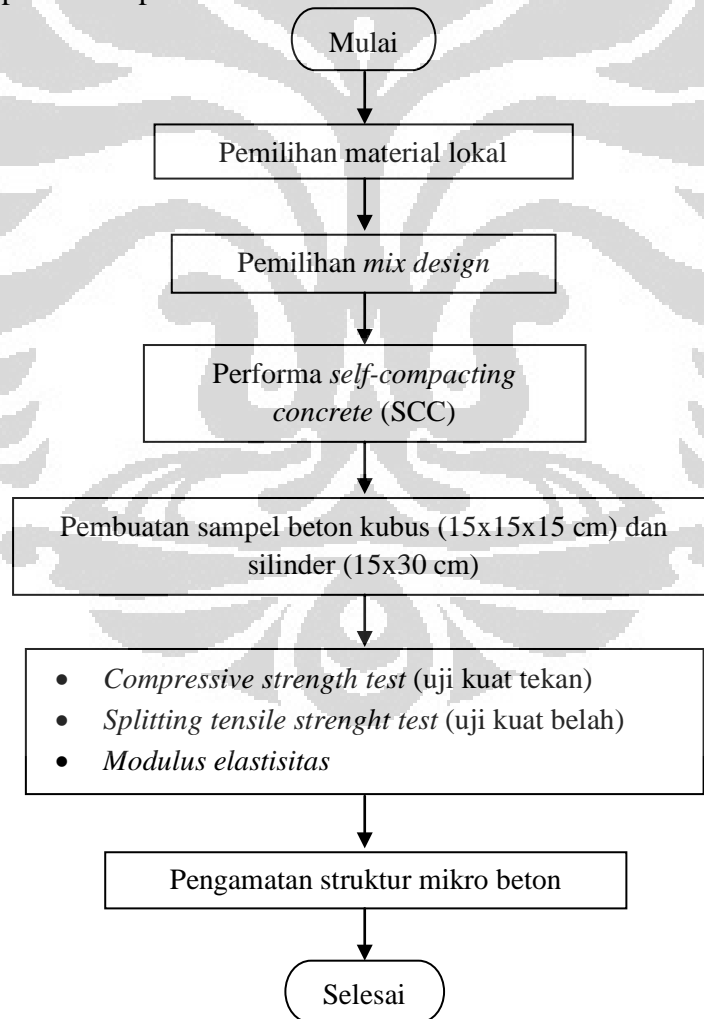 Mulai
Pemilihan material lokal
Pemilihan mix design
Performa self-compacting
concrete (SCC)
Pembuatan sampel beton kubus (15x15x15 cm) dan
silinder (15x30 cm)
• Compressive strength test (uji kuat tekan)
• Splitting tensile strenght test (uji kuat belah)
• Modulus elastisitas
Pengamatan struktur mikro beton
Selesai